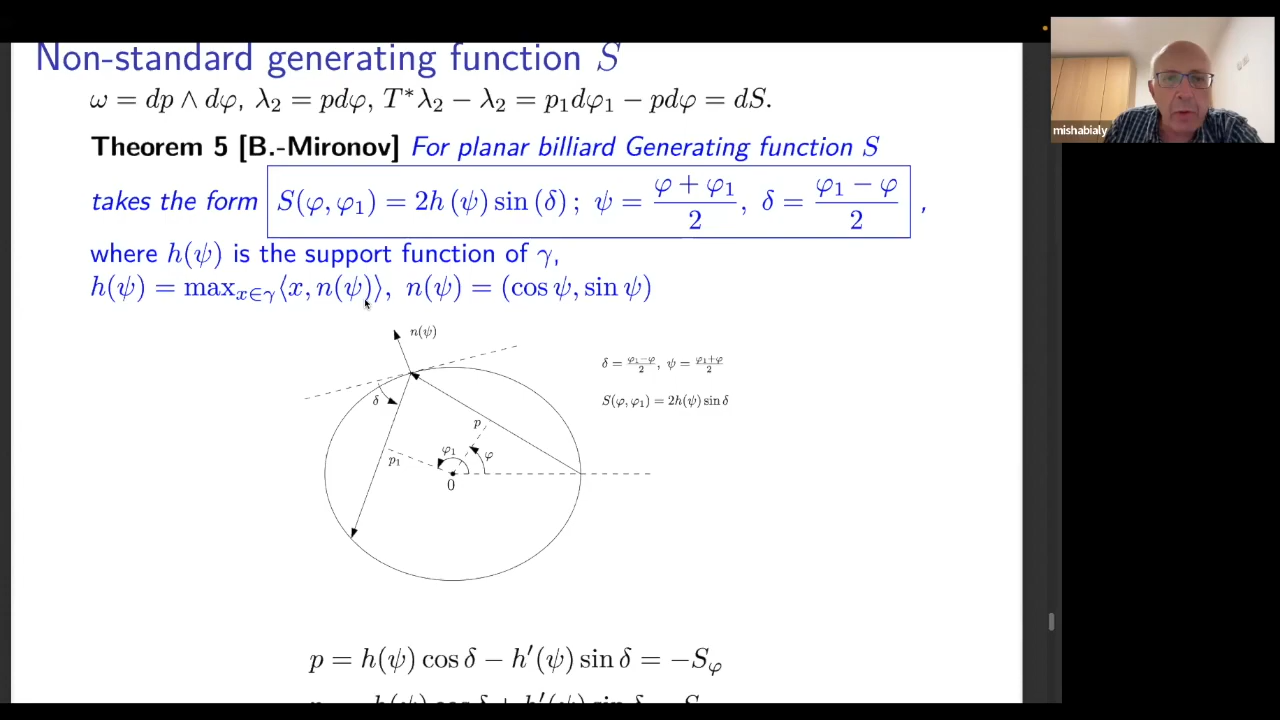 Non-standard generating function S
ω = dp ∧ dφ, λ₂ = pdφ, T*λ₂ − λ₂ = p₁dφ₁ − pdφ = dS.
Theorem 5 [B.-Mironov] For planar billiard Generating function S
takes the form S(φ, φ₁) = 2h (ψ) sin (δ) ; ψ = (φ + φ₁)/2, δ = (φ₁ − φ)/2 ,
where h(ψ) is the support function of γ,
h(ψ) = max_{x∈γ}⟨x, n(ψ)⟩, n(ψ) = (cos ψ, sin ψ)
n(ψ)
δ = (φ₁−φ)/2, ψ = (φ₁+φ)/2
S(φ, φ₁) = 2h(ψ) sin δ
δ
p
φ₁
φ
p₁
0
p = h(ψ) cos δ − h′(ψ) sin δ = −S_φ
mishabialy